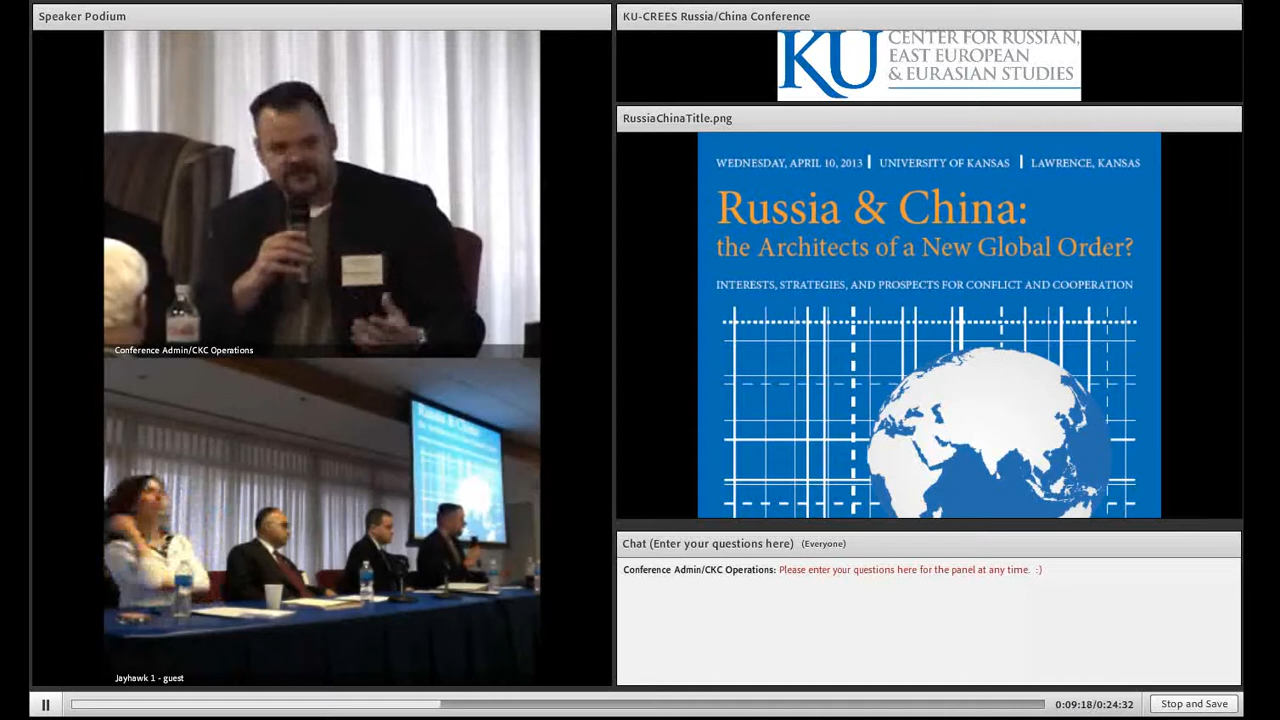 Speaker Podium
Conference Admin/CKC Operations
Russia & China
Jayhawk 1 - guest
KU-CREES Russia/China Conference
KU CENTER FOR RUSSIAN,
EAST EUROPEAN
& EURASIAN STUDIES
RussiaChinaTitle.png
WEDNESDAY, APRIL 10, 2013 | UNIVERSITY OF KANSAS | LAWRENCE, KANSAS
Russia & China:
the Architects of a New Global Order?
INTERESTS, STRATEGIES, AND PROSPECTS FOR CONFLICT AND COOPERATION
Chat (Enter your questions here) (Everyone)
Conference Admin/CKC Operations: Please enter your questions here for the panel at any time. :)
0:09:18/0:24:32
Stop and Save